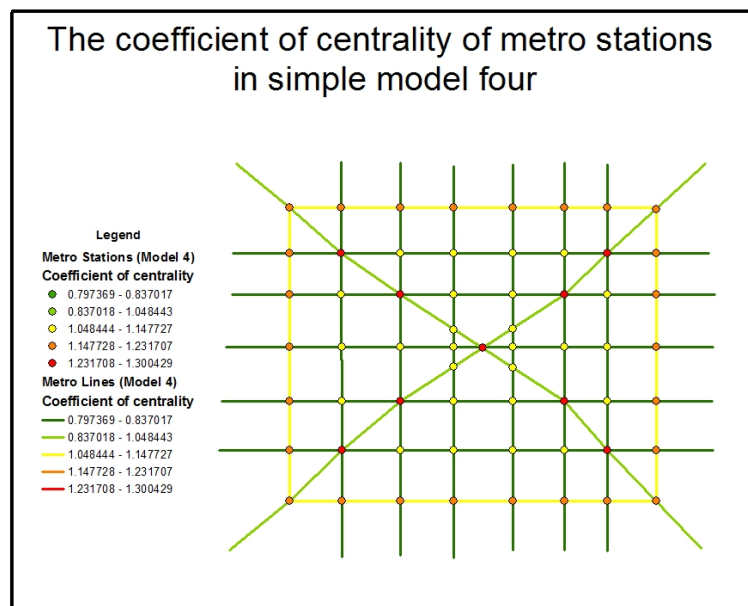 The coefficient of centrality of metro stations
in simple model four
Legend
Metro Stations (Model 4)
Coefficient of centrality
0.797369 - 0.837017
0.837018 - 1.048443
1.048444 - 1.147727
1.147728 - 1.231707
1.231708 - 1.300429
Metro Lines (Model 4)
Coefficient of centrality
0.797369 - 0.837017
0.837018 - 1.048443
1.048444 - 1.147727
1.147728 - 1.231707
1.231708 - 1.300429